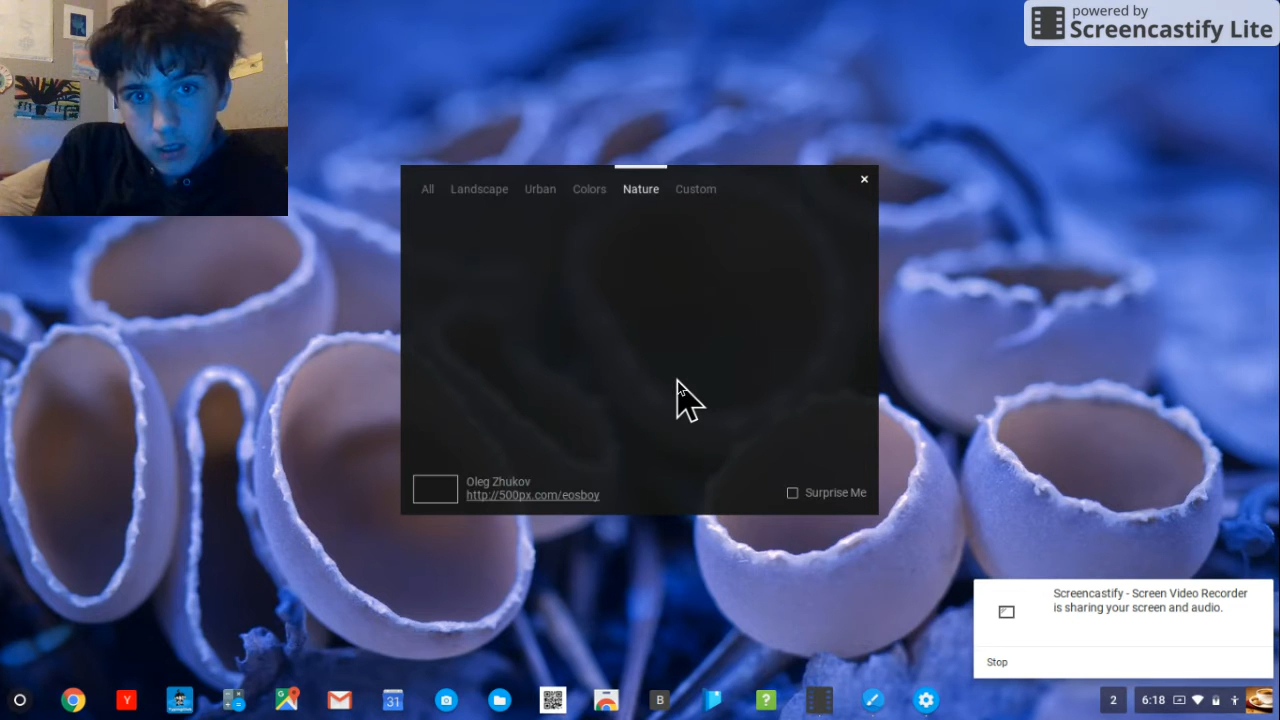 powered by
Screencastify Lite
All Landscape Urban Colors Nature Custom
Oleg Zhukov
http://500px.com/eosboy
Surprise Me
Screencastify - Screen Video Recorder
is sharing your screen and audio.
Stop
Y
31
B
?
2
6:18